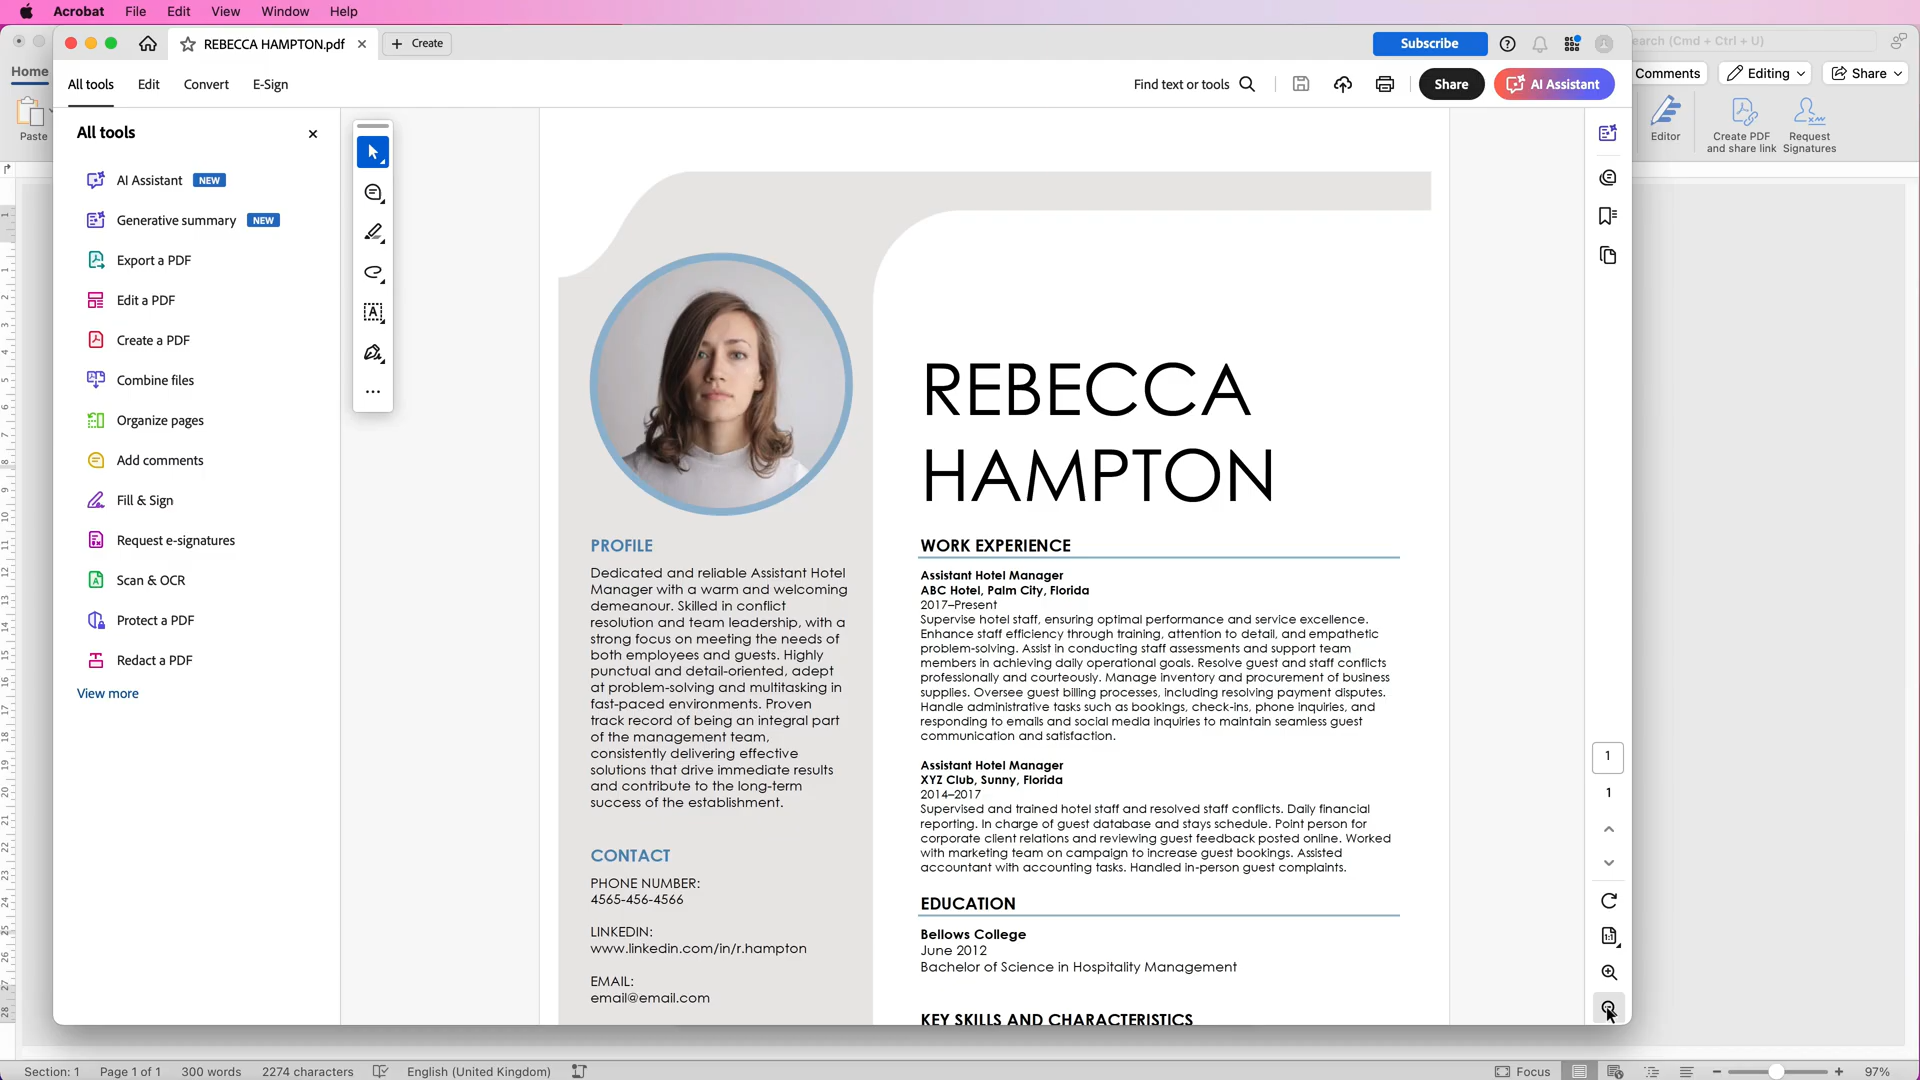 Acrobat File Edit View Window Help
REBECCA HAMPTON.pdf
Create
Subscribe
Search (Cmd + Ctrl + U)
Home
All tools Edit Convert E-Sign
Find text or tools
Share
AI Assistant
Comments
Editing
Share
Paste
Editor
Create PDF
and share link
Request
Signatures
All tools
AI Assistant NEW
Generative summary NEW
Export a PDF
Edit a PDF
Create a PDF
Combine files
Organize pages
Add comments
Fill & Sign
Request e-signatures
Scan & OCR
Protect a PDF
Redact a PDF
View more
REBECCA
HAMPTON
PROFILE
Dedicated and reliable Assistant Hotel
Manager with a warm and welcoming
demeanour. Skilled in conflict
resolution and team leadership, with a
strong focus on meeting the needs of
both employees and guests. Highly
punctual and detail-oriented, adept
at problem-solving and multitasking in
fast-paced environments. Proven
track record of being an integral part
of the management team,
consistently delivering effective
solutions that drive immediate results
and contribute to the long-term
success of the establishment.
CONTACT
PHONE NUMBER:
4565-456-4566
LINKEDIN:
www.linkedin.com/in/r.hampton
EMAIL:
email@email.com
WORK EXPERIENCE
Assistant Hotel Manager
ABC Hotel, Palm City, Florida
2017–Present
Supervise hotel staff, ensuring optimal performance and service excellence.
Enhance staff efficiency through training, attention to detail, and empathetic
problem-solving. Assist in conducting staff assessments and support team
members in achieving daily operational goals. Resolve guest and staff conflicts
professionally and courteously. Manage inventory and procurement of business
supplies. Oversee guest billing processes, including resolving payment disputes.
Handle administrative tasks such as bookings, check-ins, phone inquiries, and
responding to emails and social media inquiries to maintain seamless guest
communication and satisfaction.
Assistant Hotel Manager
XYZ Club, Sunny, Florida
2014–2017
Supervised and trained hotel staff and resolved staff conflicts. Daily financial
reporting. In charge of guest database and stays schedule. Point person for
corporate client relations and reviewing guest feedback posted online. Worked
with marketing team on campaign to increase guest bookings. Assisted
accountant with accounting tasks. Handled in-person guest complaints.
EDUCATION
Bellows College
June 2012
Bachelor of Science in Hospitality Management
KEY SKILLS AND CHARACTERISTICS
1
1
Section: 1 Page 1 of 1 300 words 2274 characters English (United Kingdom) Focus 97%